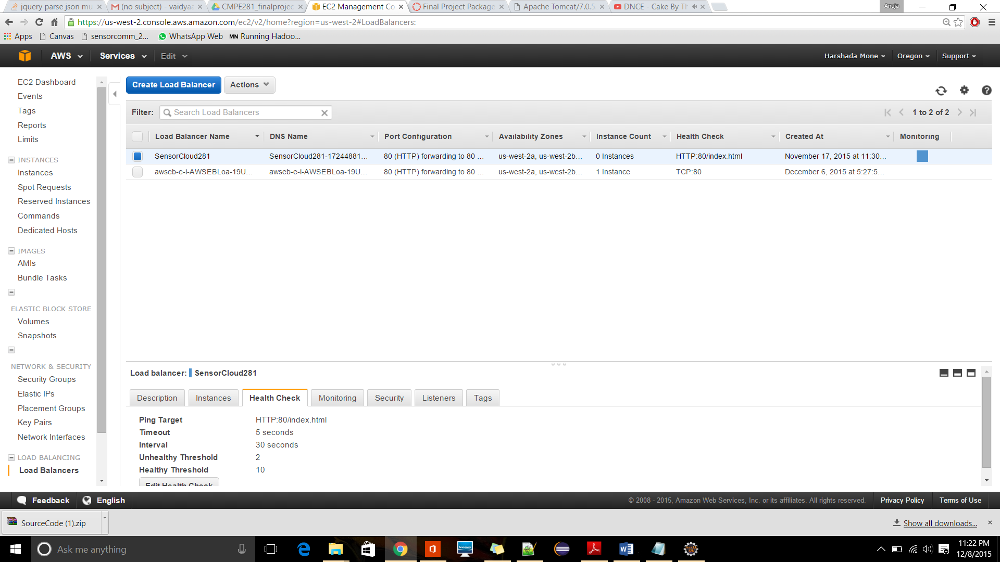 jquery parse json mu
(no subject) - vaidya
CMPE281_finalprojec
EC2 Management Co
Final Project Package
Apache Tomcat/7.0.5
DNCE - Cake By Th
Anuja
https://us-west-2.console.aws.amazon.com/ec2/v2/home?region=us-west-2#LoadBalancers:
Apps
Canvas
sensorcomm_2...
WhatsApp Web
MN Running Hadoo...
AWS
Services
Edit
Harshada Mone
Oregon
Support
EC2 Dashboard
Events
Tags
Reports
Limits
INSTANCES
Instances
Spot Requests
Reserved Instances
Commands
Dedicated Hosts
IMAGES
AMIs
Bundle Tasks
ELASTIC BLOCK STORE
Volumes
Snapshots
NETWORK & SECURITY
Security Groups
Elastic IPs
Placement Groups
Key Pairs
Network Interfaces
LOAD BALANCING
Load Balancers
Create Load Balancer
Actions
Filter:
Search Load Balancers
1 to 2 of 2
Load Balancer Name DNS Name Port Configuration Availability Zones Instance Count Health Check Created At Monitoring
SensorCloud281 SensorCloud281-17244881... 80 (HTTP) forwarding to 80 ... us-west-2a, us-west-2b... 0 Instances HTTP:80/index.html November 17, 2015 at 11:30...
awseb-e-i-AWSEBLoa-19U... awseb-e-i-AWSEBLoa-19U... 80 (HTTP) forwarding to 80 ... us-west-2a, us-west-2b... 1 Instance TCP:80 December 6, 2015 at 5:27:5...
Load balancer: SensorCloud281
Description
Instances
Health Check
Monitoring
Security
Listeners
Tags
Ping Target HTTP:80/index.html
Timeout 5 seconds
Interval 30 seconds
Unhealthy Threshold 2
Healthy Threshold 10
Edit Health Check
Feedback
English
© 2008 - 2015, Amazon Web Services, Inc. or its affiliates. All rights reserved.
Privacy Policy
Terms of Use
SourceCode (1).zip
Show all downloads...
Ask me anything
11:22 PM
12/8/2015